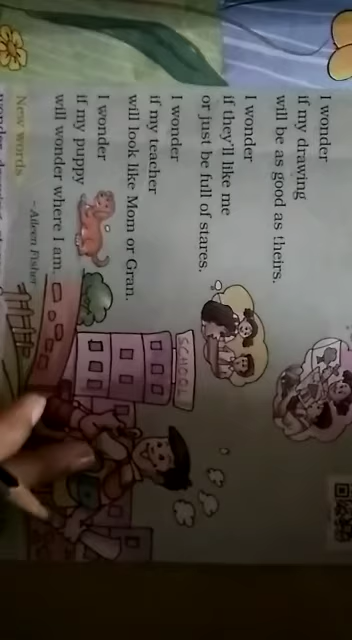 I wonder
if my drawing
will be as good as theirs.
I wonder
if they'll like me
or just be full of stares.
I wonder
if my teacher
will look like Mom or Gran.
I wonder
if my puppy
will wonder where I am.
– Aileen Fisher
New words
SCHOOL